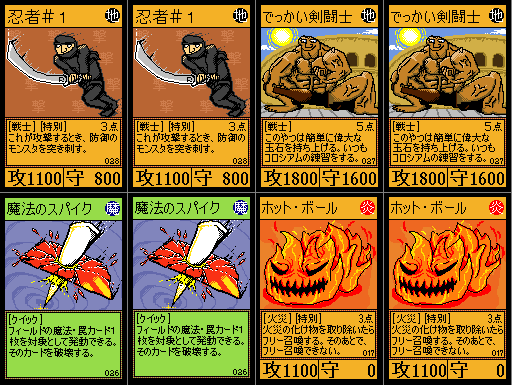 忍者#1 地
[戦士] [特別] 3点
これが攻撃するとき、防御の
モンスタを突き刺す。
028
攻1100 守 800
忍者#1 地
[戦士] [特別] 3点
これが攻撃するとき、防御の
モンスタを突き刺す。
028
攻1100 守 800
でっかい剣闘士 地
[戦士] 5点
このやつは簡単に偉大な
玉石を持ち上げる。いつも
コロシアムの練習をする。
027
攻1800 守1600
でっかい剣闘士 地
[戦士] 5点
このやつは簡単に偉大な
玉石を持ち上げる。いつも
コロシアムの練習をする。
027
攻1800 守1600
魔法のスパイク 魔
[クイック]
フィールドの魔法・罠カード1
枚を対象として発動できる。
そのカードを破壊する。
026
魔法のスパイク 魔
[クイック]
フィールドの魔法・罠カード1
枚を対象として発動できる。
そのカードを破壊する。
026
ホット・ボール 炎
[火災] [特別] 3点
火災の化け物を取り除いたら
フリー召喚する。そのあとで、
フリー召喚できない。
017
攻1100 守 0
ホット・ボール 炎
[火災] [特別] 3点
火災の化け物を取り除いたら
フリー召喚する。そのあとで、
フリー召喚できない。
017
攻1100 守 0